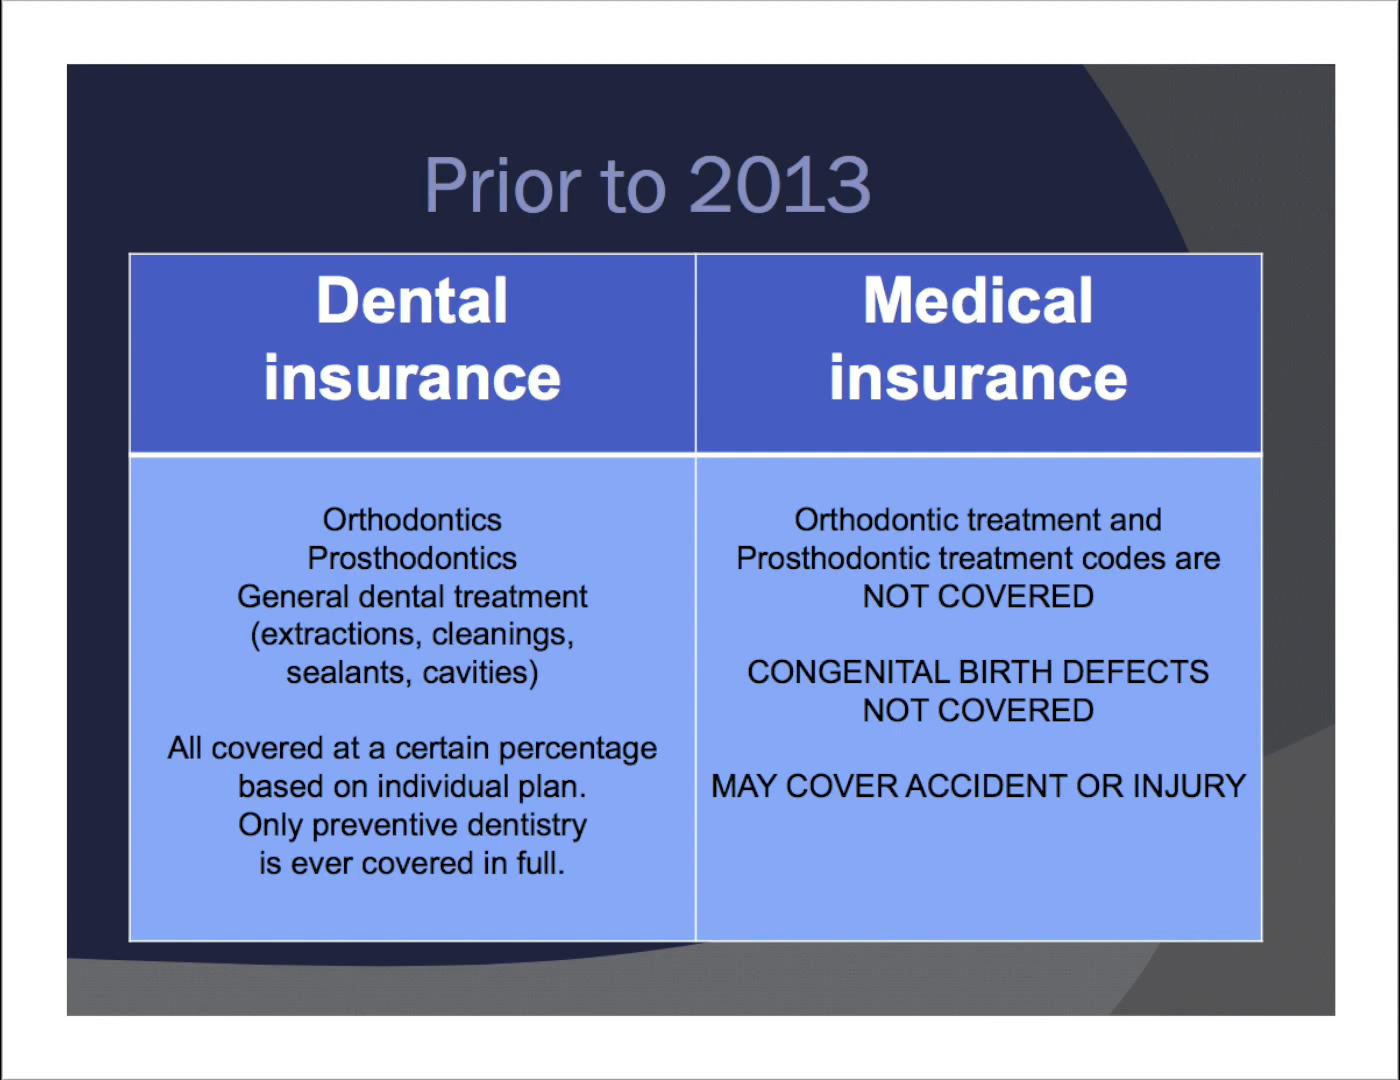 Prior to 2013
Dental
insurance
Medical
insurance
Orthodontics
Prosthodontics
General dental treatment
(extractions, cleanings,
sealants, cavities)
All covered at a certain percentage
based on individual plan.
Only preventive dentistry
is ever covered in full.
Orthodontic treatment and
Prosthodontic treatment codes are
NOT COVERED
CONGENITAL BIRTH DEFECTS
NOT COVERED
MAY COVER ACCIDENT OR INJURY